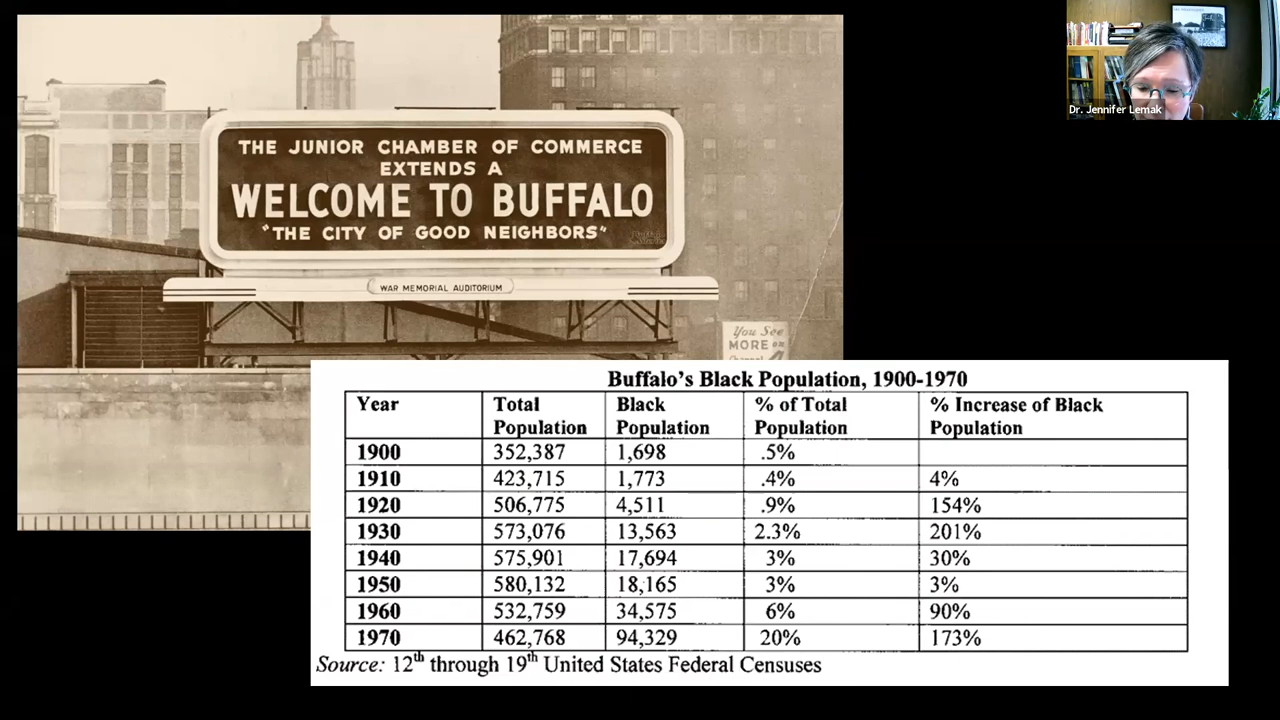 THE JUNIOR CHAMBER OF COMMERCE
EXTENDS A
WELCOME TO BUFFALO
"THE CITY OF GOOD NEIGHBORS"
WAR MEMORIAL AUDITORIUM
You See
MORE on
Dr. Jennifer Lemak
Buffalo's Black Population, 1900-1970
Year Total Population Black Population % of Total Population % Increase of Black Population
1900 352,387 1,698 .5%
1910 423,715 1,773 .4% 4%
1920 506,775 4,511 .9% 154%
1930 573,076 13,563 2.3% 201%
1940 575,901 17,694 3% 30%
1950 580,132 18,165 3% 3%
1960 532,759 34,575 6% 90%
1970 462,768 94,329 20% 173%
Source: 12th through 19th United States Federal Censuses